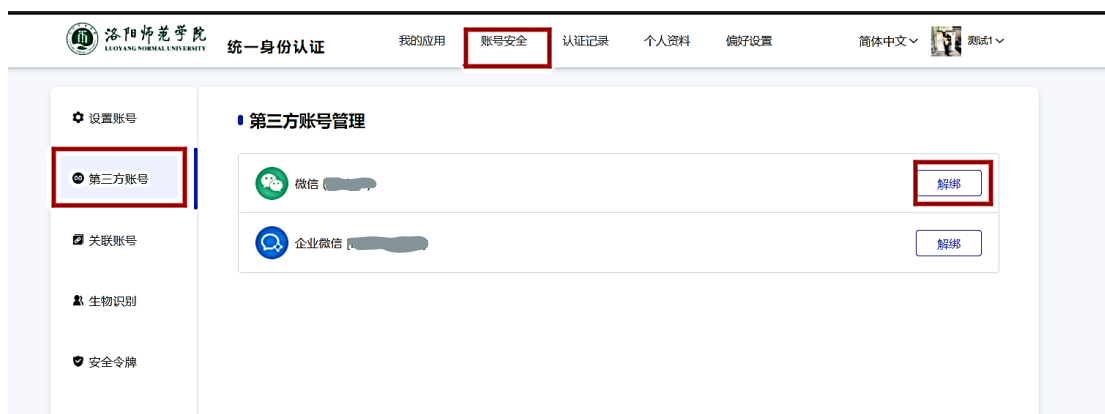 洛阳师范学院
LUOYANG NORMAL UNIVERSITY
统一身份认证
我的应用
账号安全
认证记录
个人资料
偏好设置
简体中文
测试1
设置账号
第三方账号
关联账号
生物识别
安全令牌
第三方账号管理
微信
解绑
企业微信
解绑